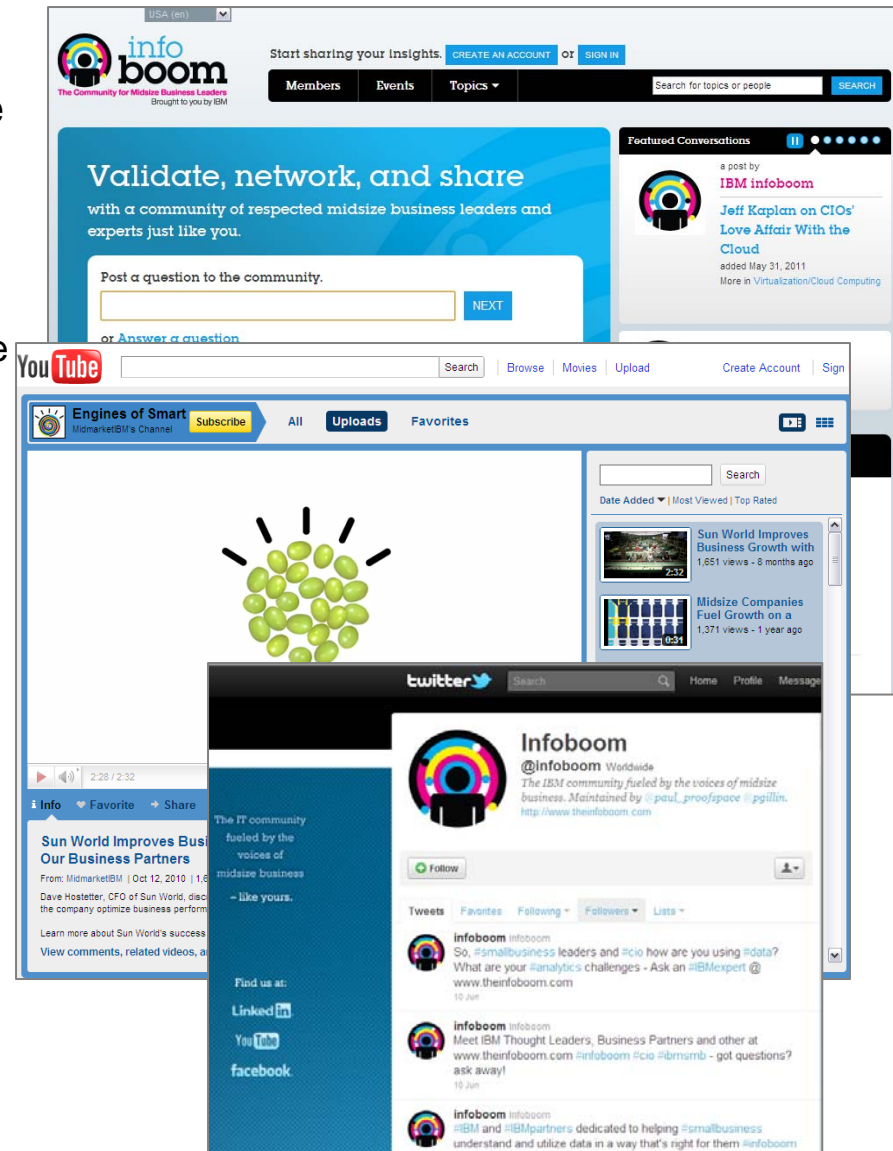 USA (en)
info
boom
The Community for Midsize Business Leaders
Brought to you by IBM
Start sharing your insights. CREATE AN ACCOUNT or SIGN IN
Members Events Topics
Search for topics or people SEARCH
Validate, network, and share
with a community of respected midsize business leaders and
experts just like you.
Post a question to the community.
NEXT
or Answer a question
Featured Conversations
a post by
IBM infoboom
Jeff Kaplan on CIOs'
Love Affair With the
Cloud
added May 31, 2011
More in Virtualization/Cloud Computing
e
e
YouTube
Search Browse Movies Upload Create Account Sign
Engines of Smart
MidmarketIBM's Channel
Subscribe
All Uploads Favorites
Search
Date Added | Most Viewed | Top Rated
Sun World Improves
Business Growth with
1,651 views - 8 months ago
2:32
Midsize Companies
Fuel Growth on a
1,371 views - 1 year ago
0:31
2:28 / 2:32
Info Favorite Share
Sun World Improves Busi
Our Business Partners
From: MidmarketIBM | Oct 12, 2010 | 1,6
Dave Hostetter, CFO of Sun World, disc
the company optimize business perform
Learn more about Sun World's success
View comments, related videos, a
twitter
Search
Home Profile Message
Infoboom
@infoboom Worldwide
The IBM community fueled by the voices of midsize
business. Maintained by @paul_proofspace @pgillin.
http://www.theinfoboom.com
Follow
The IT community
fueled by the
voices of
midsize business
– like yours.
Find us at:
Linked in
YouTube
facebook
Tweets Favorites Following Followers Lists
infoboom infoboom
So, #smallbusiness leaders and #cio how are you using #data?
What are your #analytics challenges - Ask an #IBMexpert @
www.theinfoboom.com
10 Jun
infoboom infoboom
Meet IBM Thought Leaders, Business Partners and other at
www.theinfoboom.com #infoboom #cio #ibmsmb - got questions?
ask away!
10 Jun
infoboom infoboom
#IBM and #IBMpartners dedicated to helping #smallbusiness
understand and utilize data in a way that's right for them #infoboom